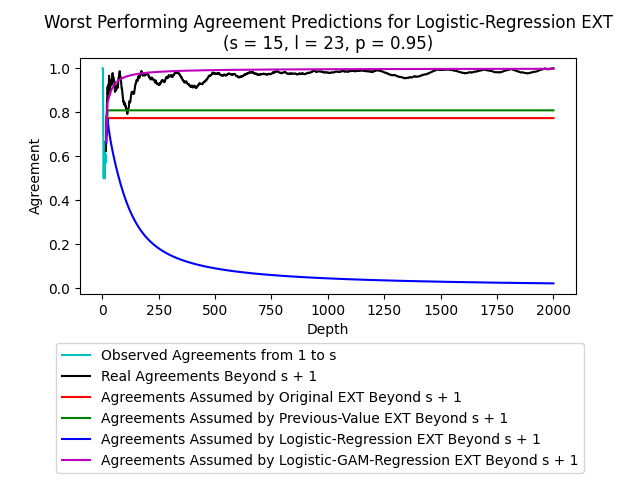 Worst Performing Agreement Predictions for Logistic-Regression EXT
(s = 15, l = 23, p = 0.95)
Agreement
1.0
0.8
0.6
0.4
0.2
0.0
0 250 500 750 1000 1250 1500 1750 2000
Depth
Observed Agreements from 1 to s
Real Agreements Beyond s + 1
Agreements Assumed by Original EXT Beyond s + 1
Agreements Assumed by Previous-Value EXT Beyond s + 1
Agreements Assumed by Logistic-Regression EXT Beyond s + 1
Agreements Assumed by Logistic-GAM-Regression EXT Beyond s + 1